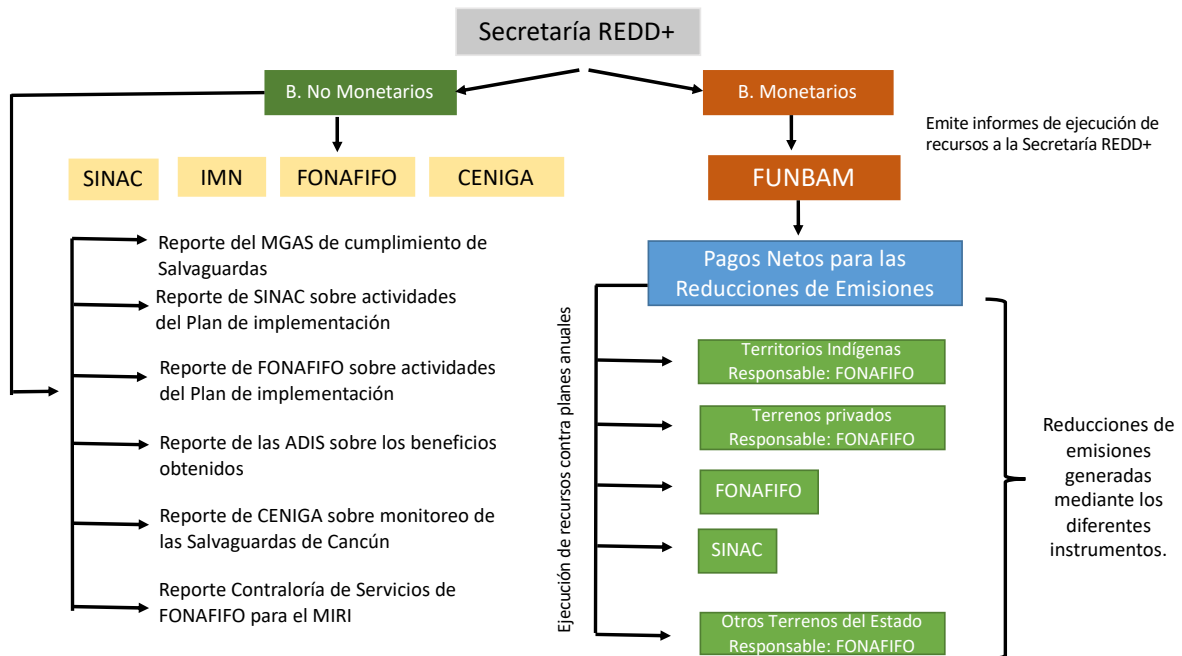 Secretaría REDD+
B. No Monetarios
B. Monetarios
Emite informes de ejecución de
recursos a la Secretaría REDD+
SINAC
IMN
FONAFIFO
CENIGA
FUNBAM
Reporte del MGAS de cumplimiento de
Salvaguardas
Reporte de SINAC sobre actividades
del Plan de implementación
Reporte de FONAFIFO sobre actividades
del Plan de implementación
Reporte de las ADIS sobre los beneficios
obtenidos
Reporte de CENIGA sobre monitoreo de
las Salvaguardas de Cancún
Reporte Contraloría de Servicios de
FONAFIFO para el MIRI
Ejecución de recursos contra planes anuales
Pagos Netos para las
Reducciones de Emisiones
Territorios Indígenas
Responsable: FONAFIFO
Terrenos privados
Responsable: FONAFIFO
FONAFIFO
SINAC
Otros Terrenos del Estado
Responsable: FONAFIFO
Reducciones de
emisiones
generadas
mediante los
diferentes
instrumentos.